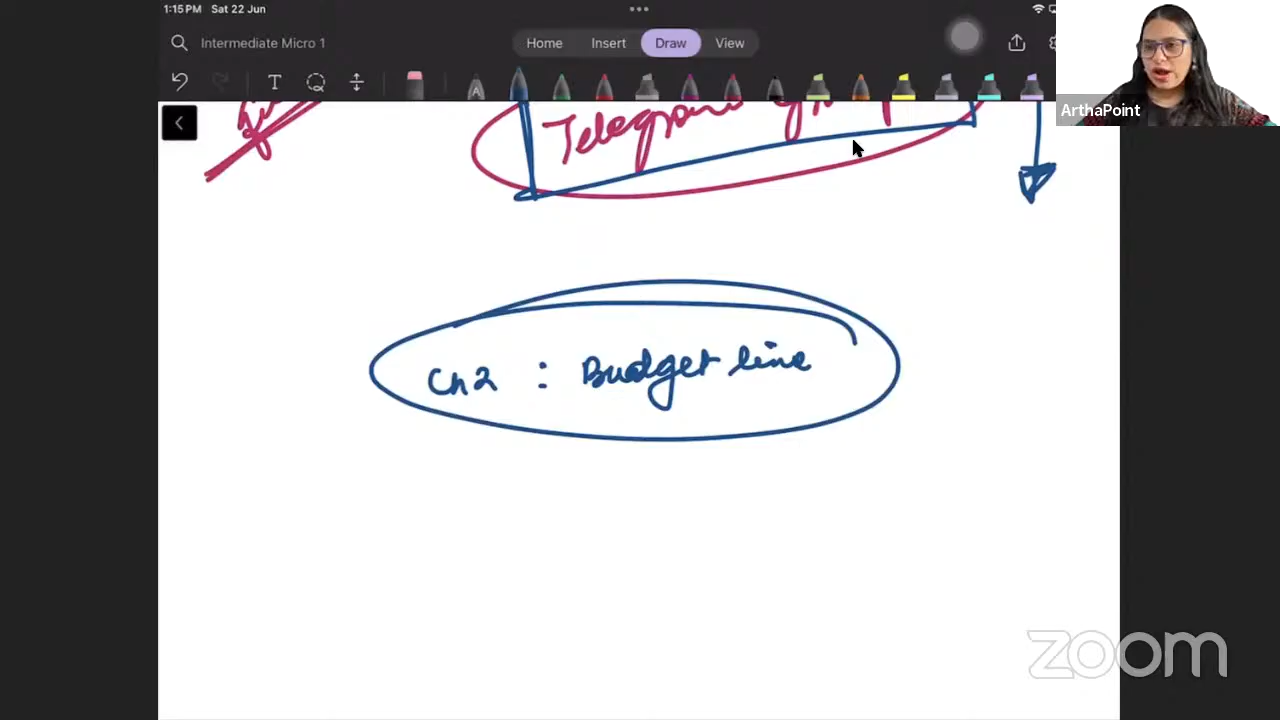 1:15 PM Sat 22 Jun
Intermediate Micro 1
Home Insert Draw View
T
A
ArthaPoint
Telegram
Ch 2 : Budget line
zoom